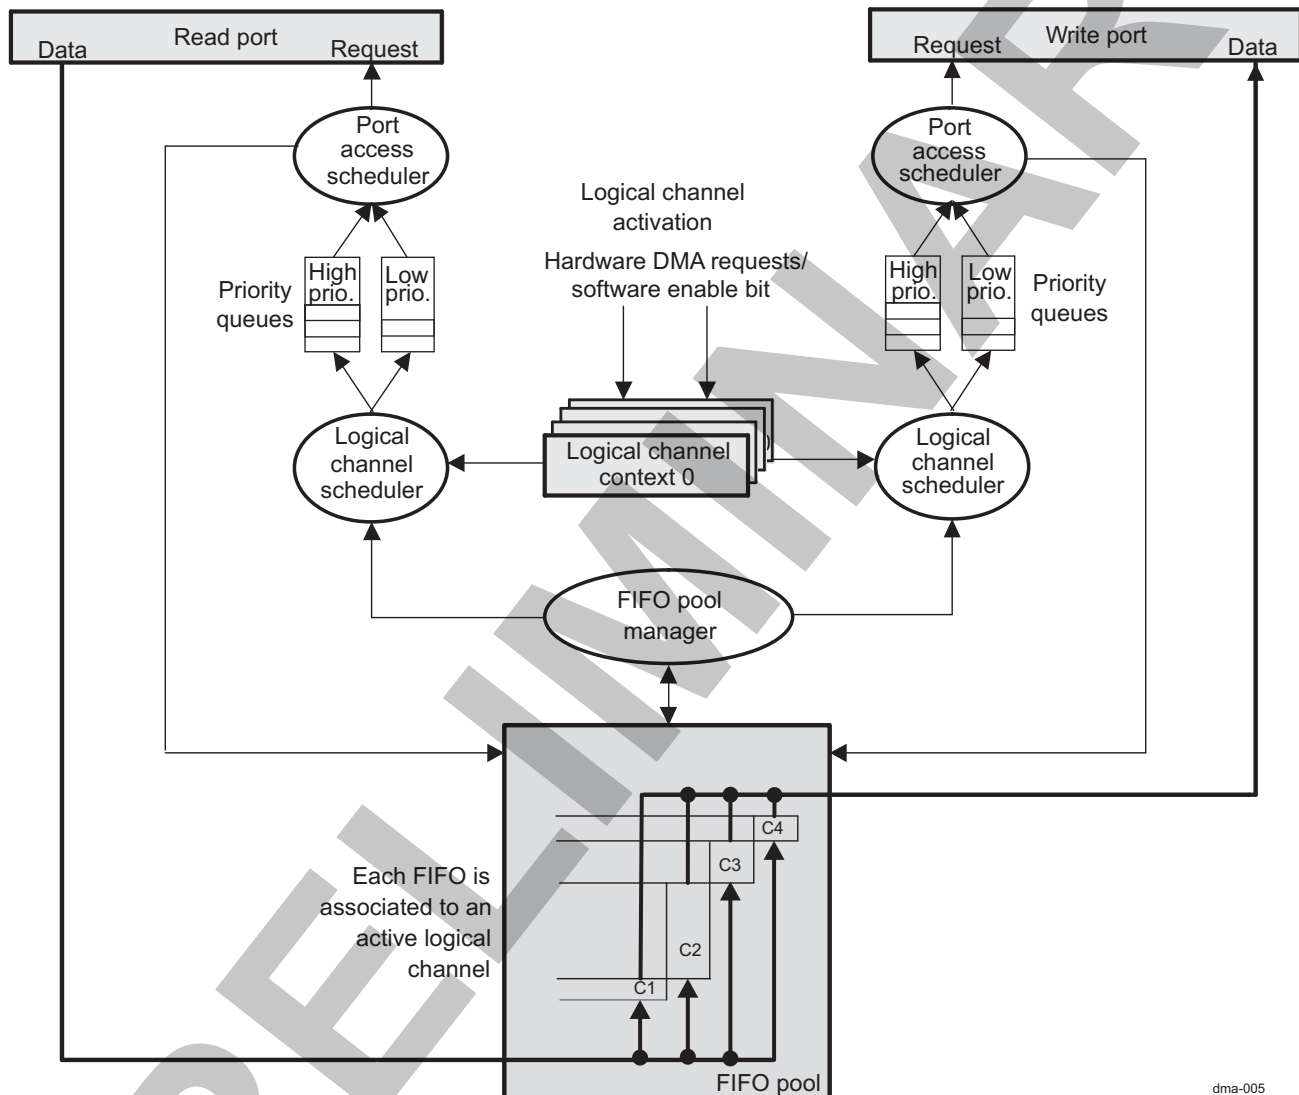 Read port
Data
Request
Write port
Request
Data
Port
access
scheduler
Port
access
scheduler
Logical channel
activation
Hardware DMA requests/
software enable bit
Priority
queues
High
prio.
Low
prio.
High
prio.
Low
prio.
Priority
queues
Logical
channel
scheduler
Logical channel
context 0
Logical
channel
scheduler
FIFO pool
manager
Each FIFO is
associated to an
active logical
channel
C4
C3
C2
C1
FIFO pool
dma-005
PRELIMINAR